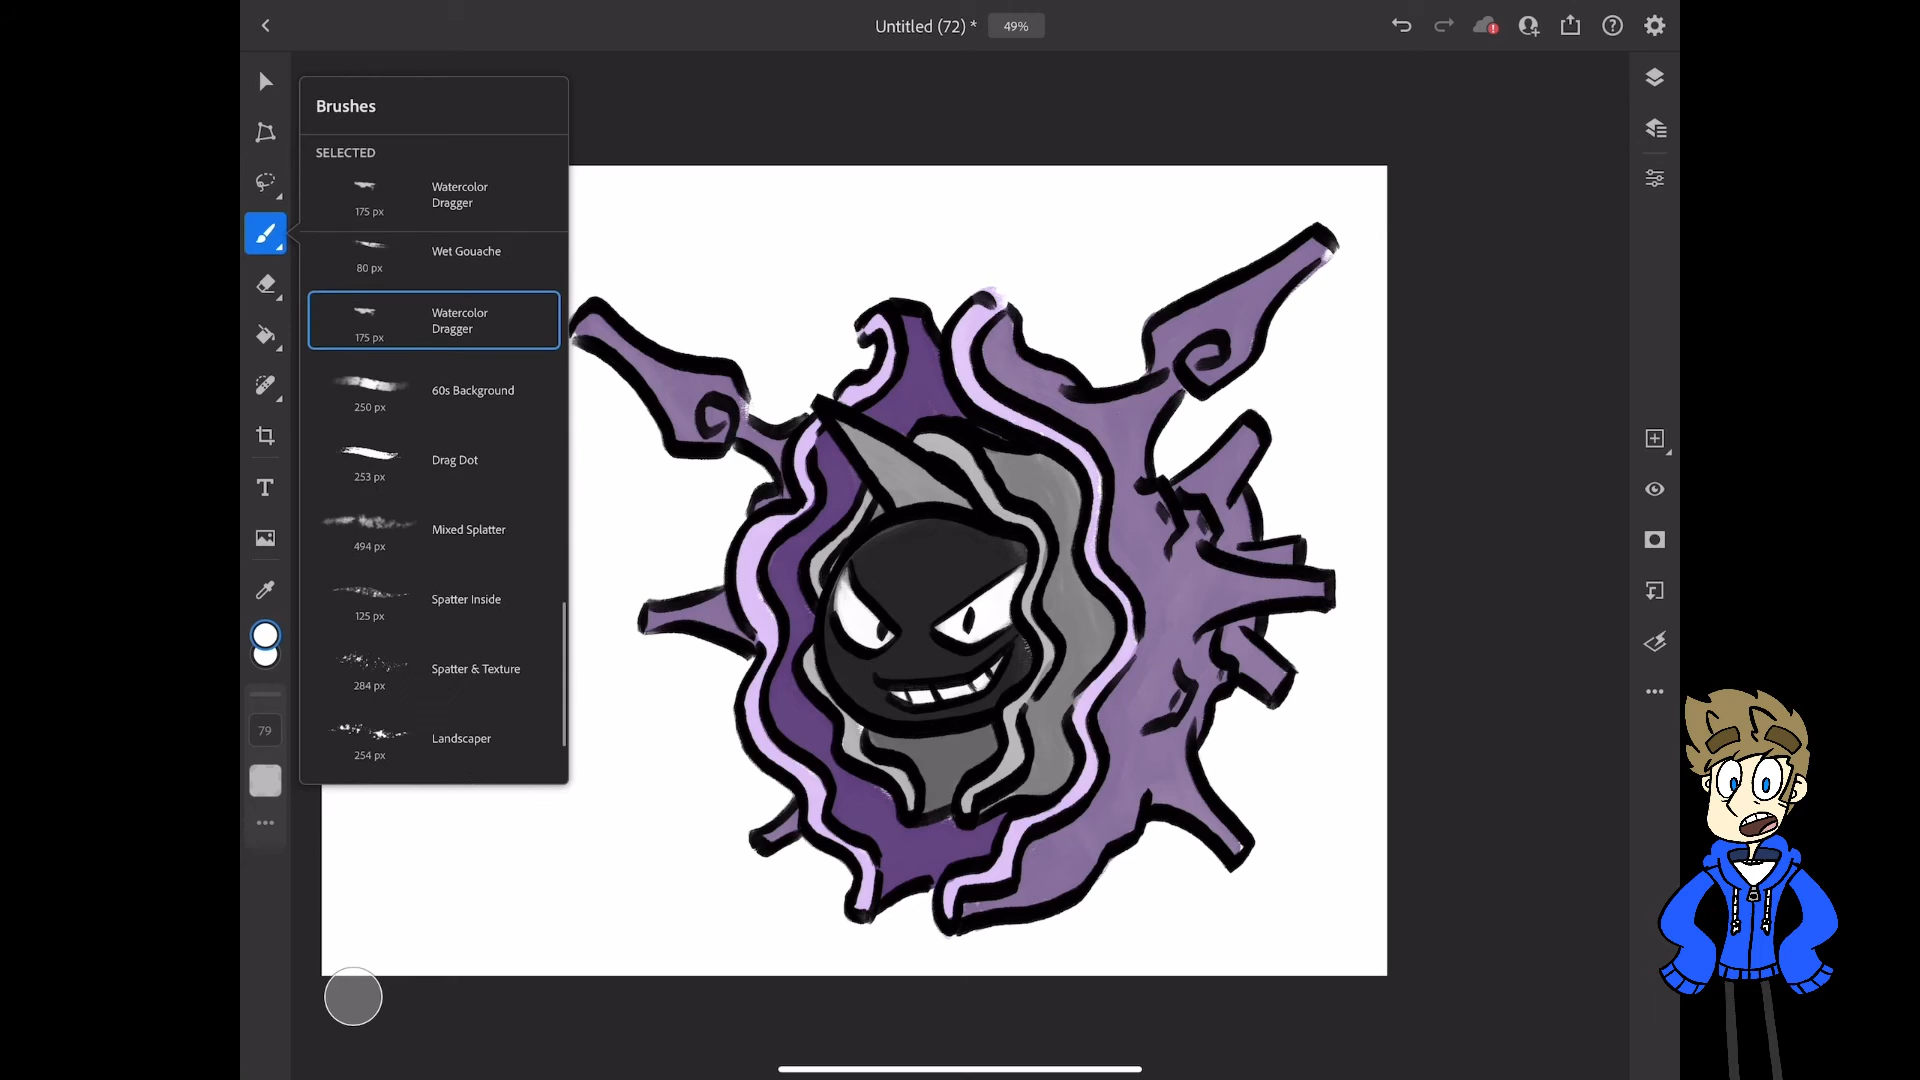 Untitled (72) *
49%
Brushes
SELECTED
Watercolor
Dragger
175 px
Wet Gouache
80 px
Watercolor
Dragger
175 px
60s Background
250 px
Drag Dot
253 px
Mixed Splatter
494 px
Spatter Inside
125 px
Spatter & Texture
284 px
Landscaper
254 px
T
79